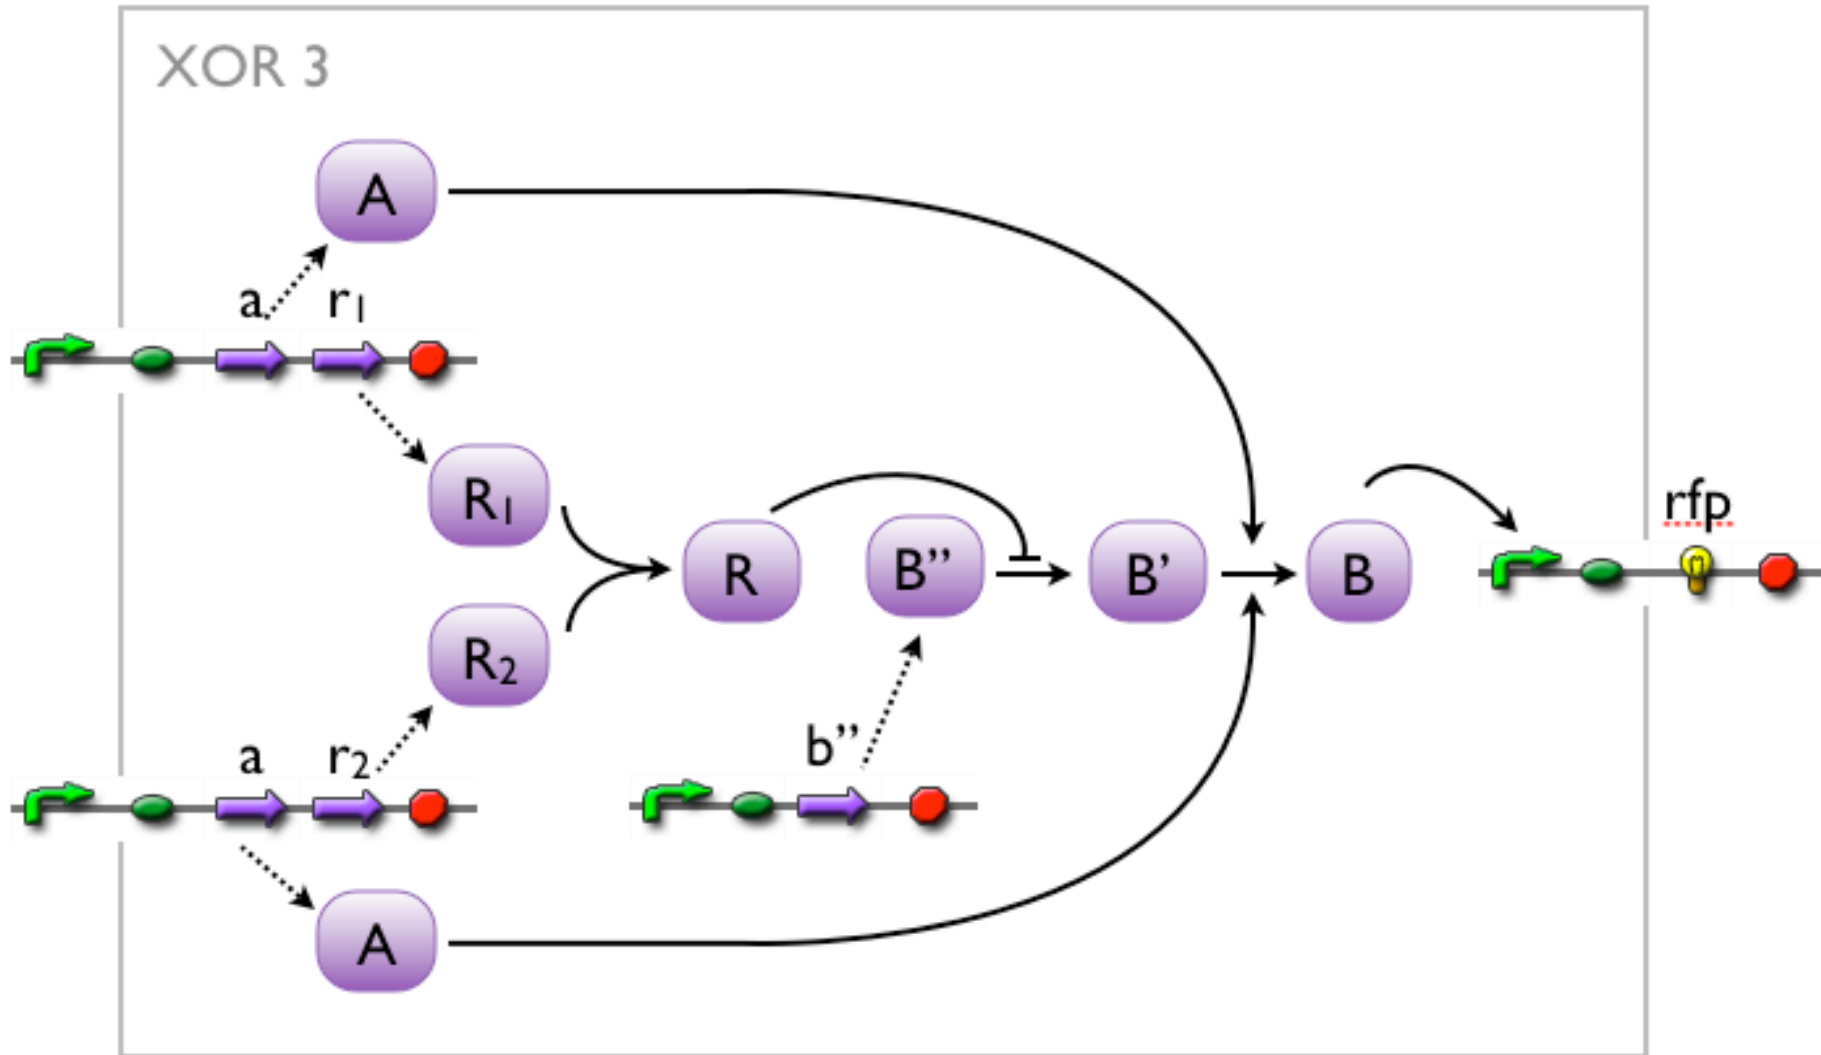 XOR 3
A
a r₁
R₁
rfp
R B” B’ B
R₂
a r₂
b”
A